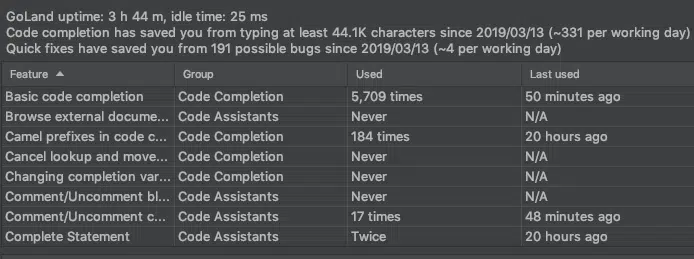 GoLand uptime: 3 h 44 m, idle time: 25 ms
Code completion has saved you from typing at least 44.1K characters since 2019/03/13 (~331 per working day)
Quick fixes have saved you from 191 possible bugs since 2019/03/13 (~4 per working day)
Feature Group Used Last used
Basic code completion Code Completion 5,709 times 50 minutes ago
Browse external docume... Code Assistants Never N/A
Camel prefixes in code c... Code Completion 184 times 20 hours ago
Cancel lookup and move... Code Completion Never N/A
Changing completion var... Code Completion Never N/A
Comment/Uncomment bl... Code Assistants Never N/A
Comment/Uncomment c... Code Assistants 17 times 48 minutes ago
Complete Statement Code Assistants Twice 20 hours ago